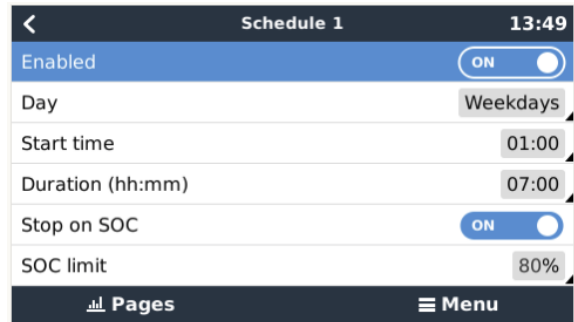 Schedule 1 13:49
Enabled ON
Day Weekdays
Start time 01:00
Duration (hh:mm) 07:00
Stop on SOC ON
SOC limit 80%
Pages Menu